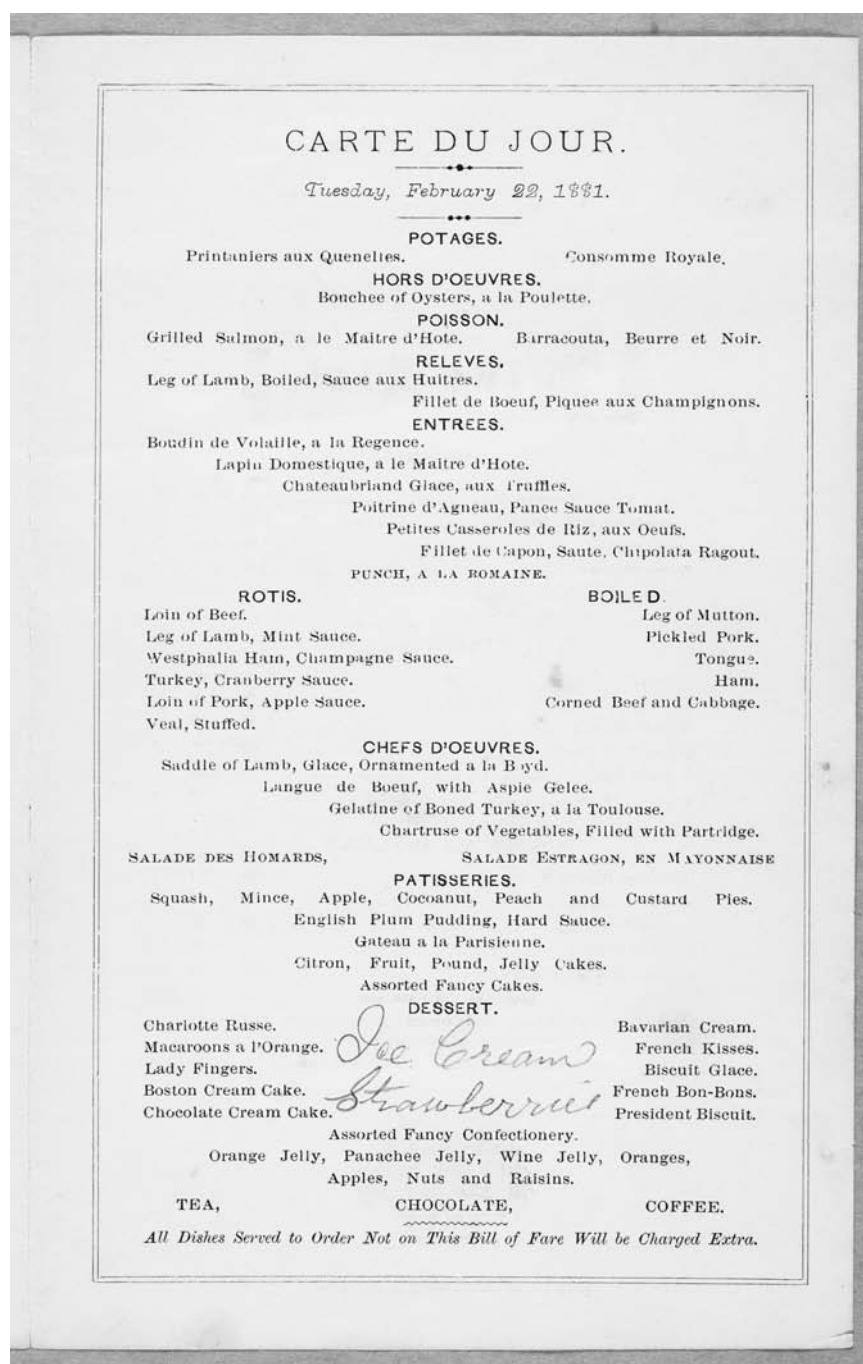 CARTE DU JOUR.
Tuesday, February 22, 1881.
POTAGES.
Printaniers aux Quenelles. Consomme Royale.
HORS D'OEUVRES.
Bouchee of Oysters, a la Poulette.
POISSON.
Grilled Salmon, a le Maitre d'Hote. Barracouta, Beurre et Noir.
RELEVES.
Leg of Lamb, Boiled, Sauce aux Huitres.
Fillet de Boeuf, Piquee aux Champignons.
ENTREES.
Boudin de Volaille, a la Regence.
Lapin Domestique, a le Maitre d'Hote.
Chateaubriand Glace, aux Truffles.
Poitrine d'Agneau, Panee Sauce Tomat.
Petites Casseroles de Riz, aux Oeufs.
Fillet de Capon, Saute, Chipolata Ragout.
PUNCH, A LA ROMAINE.
ROTIS. BOILED.
Loin of Beef. Leg of Mutton.
Leg of Lamb, Mint Sauce. Pickled Pork.
Westphalia Ham, Champagne Sauce. Tongue.
Turkey, Cranberry Sauce. Ham.
Loin of Pork, Apple Sauce. Corned Beef and Cabbage.
Veal, Stuffed.
CHEFS D'OEUVRES.
Saddle of Lamb, Glace, Ornamented a la Boyd.
Langue de Boeuf, with Aspie Gelee.
Gelatine of Boned Turkey, a la Toulouse.
Chartruse of Vegetables, Filled with Partridge.
SALADE DES HOMARDS, SALADE ESTRAGON, EN MAYONNAISE
PATISSERIES.
Squash, Mince, Apple, Cocoanut, Peach and Custard Pies.
English Plum Pudding, Hard Sauce.
Gateau a la Parisienne.
Citron, Fruit, Pound, Jelly Cakes.
Assorted Fancy Cakes.
DESSERT.
Charlotte Russe. Bavarian Cream.
Macaroons a l'Orange. Ice Cream French Kisses.
Lady Fingers. Biscuit Glace.
Boston Cream Cake. Strawberries French Bon-Bons.
Chocolate Cream Cake. President Biscuit.
Assorted Fancy Confectionery.
Orange Jelly, Panachee Jelly, Wine Jelly, Oranges,
Apples, Nuts and Raisins.
TEA, CHOCOLATE, COFFEE.
All Dishes Served to Order Not on This Bill of Fare Will be Charged Extra.